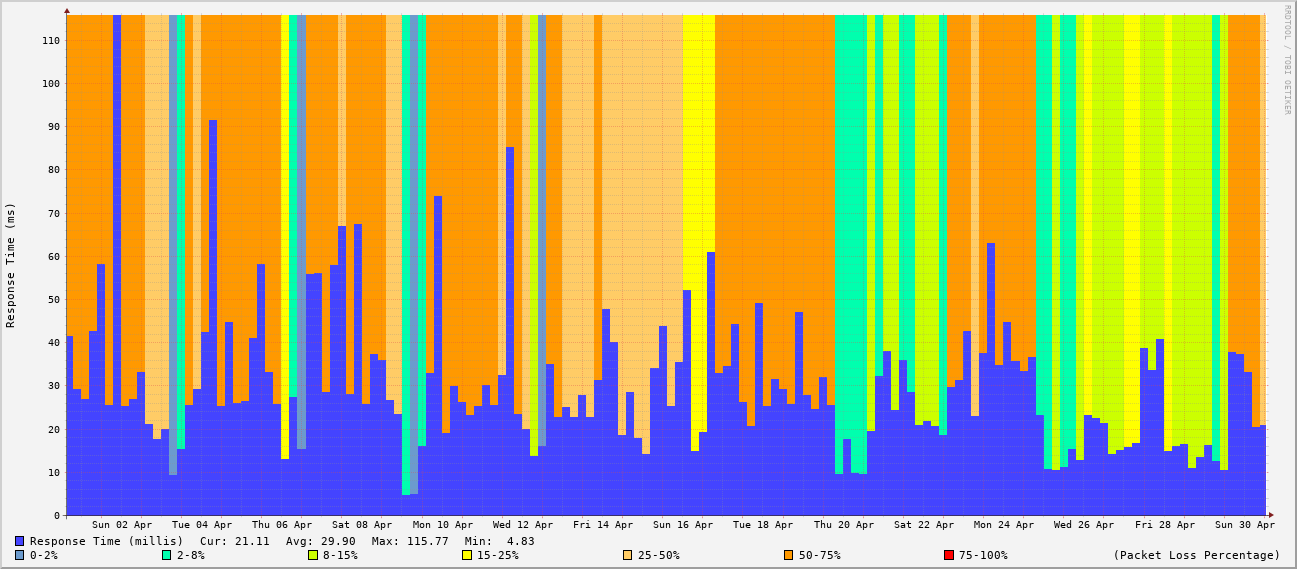 RRDTOOL / TOBI OETIKER
Response Time (ms)
110
100
90
80
70
60
50
40
30
20
10
0
Sun 02 Apr Tue 04 Apr Thu 06 Apr Sat 08 Apr Mon 10 Apr Wed 12 Apr Fri 14 Apr Sun 16 Apr Tue 18 Apr Thu 20 Apr Sat 22 Apr Mon 24 Apr Wed 26 Apr Fri 28 Apr Sun 30 Apr
Response Time (millis) Cur: 21.11 Avg: 29.90 Max: 115.77 Min: 4.83
0-2% 2-8% 8-15% 15-25% 25-50% 50-75% 75-100% (Packet Loss Percentage)